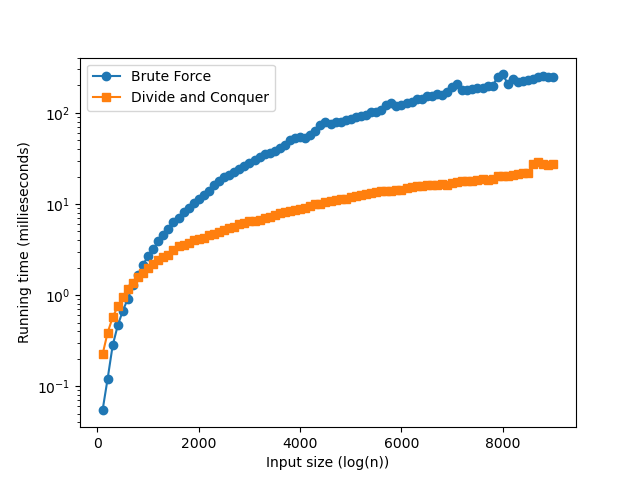 Brute Force
Divide and Conquer
10²
10¹
10⁰
10⁻¹
Running time (millieseconds)
0 2000 4000 6000 8000
Input size (log(n))